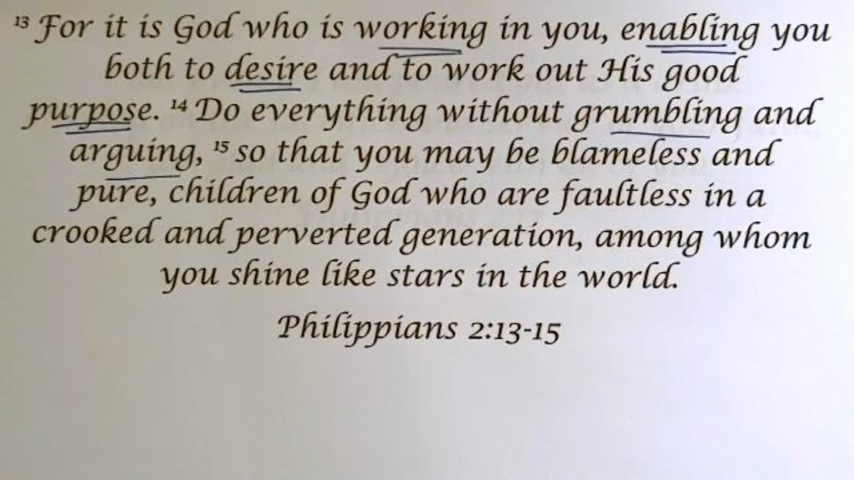 ¹³ For it is God who is working in you, enabling you
both to desire and to work out His good
purpose. ¹⁴ Do everything without grumbling and
arguing, ¹⁵ so that you may be blameless and
pure, children of God who are faultless in a
crooked and perverted generation, among whom
you shine like stars in the world.
Philippians 2:13-15